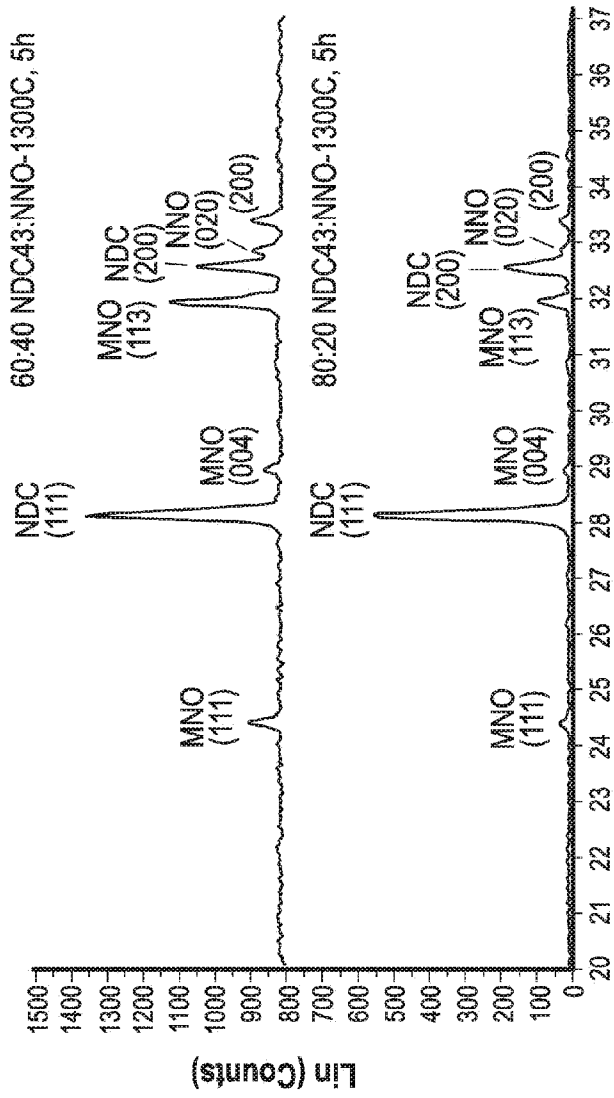 Lin (Counts)
1500
1400
1300
1200
1100
1000
900
800
700
600
500
400
300
200
100
0
60:40 NDC43:NNO-1300C, 5h
MNO
(111)
NDC
(111)
MNO
(004)
MNO
(113)
NDC
(200)
NNO
(020)
(200)
80:20 NDC43:NNO-1300C, 5h
MNO
(111)
NDC
(111)
MNO
(004)
MNO
(113)
NDC
(200)
NNO
(020)
(200)
20 21 22 23 24 25 26 27 28 29 30 31 32 33 34 35 36 37